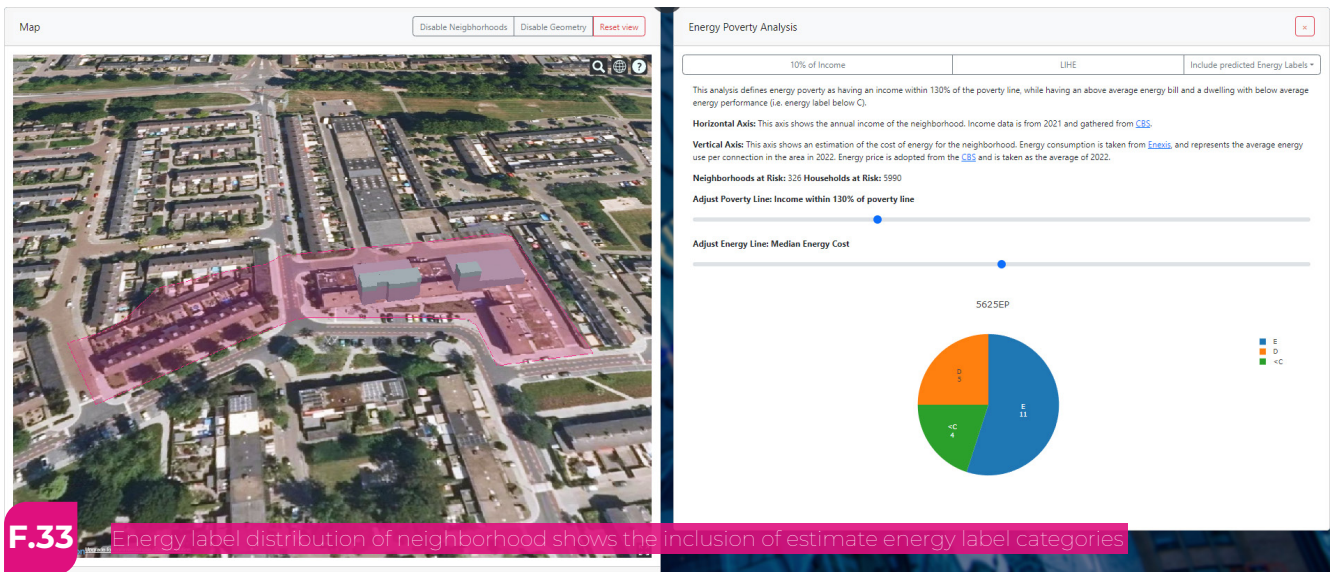 Map
Disable Neigbhorhoods Disable Geometry Reset view
Energy Poverty Analysis
×
10% of Income LIHE Include predicted Energy Labels
This analysis defines energy poverty as having an income within 130% of the poverty line, while having an above average energy bill and a dwelling with below average
energy performance (i.e. energy label below C).
Horizontal Axis: This axis shows the annual income of the neighborhood. Income data is from 2021 and gathered from CBS.
Vertical Axis: This axis shows an estimation of the cost of energy for the neighborhood. Energy consumption is taken from Enexis, and represents the average energy
use per connection in the area in 2022. Energy price is adopted from the CBS and is taken as the average of 2022.
Neighborhoods at Risk: 326 Households at Risk: 5990
Adjust Poverty Line: Income within 130% of poverty line
Adjust Energy Line: Median Energy Cost
5625EP
E
D
<C
D
5
E
11
<C
4
F.33
Energy label distribution of neighborhood shows the inclusion of estimate energy label categories